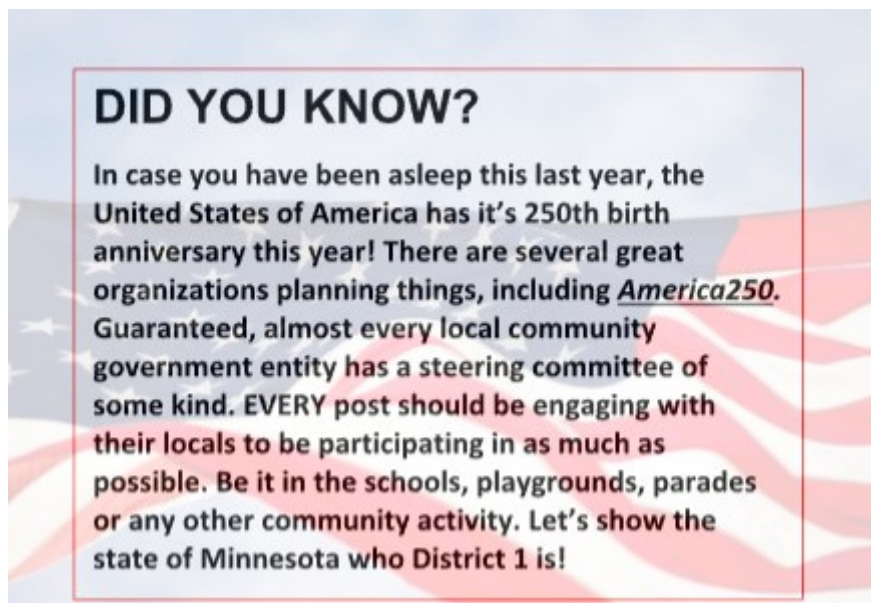 DID YOU KNOW?
In case you have been asleep this last year, the
United States of America has it’s 250th birth
anniversary this year! There are several great
organizations planning things, including America250.
Guaranteed, almost every local community
government entity has a steering committee of
some kind. EVERY post should be engaging with
their locals to be participating in as much as
possible. Be it in the schools, playgrounds, parades
or any other community activity. Let’s show the
state of Minnesota who District 1 is!